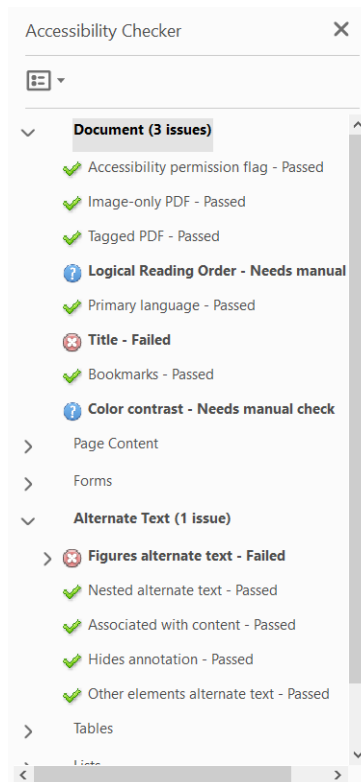 Accessibility Checker
Document (3 issues)
Accessibility permission flag - Passed
Image-only PDF - Passed
Tagged PDF - Passed
Logical Reading Order - Needs manual
Primary language - Passed
Title - Failed
Bookmarks - Passed
Color contrast - Needs manual check
Page Content
Forms
Alternate Text (1 issue)
Figures alternate text - Failed
Nested alternate text - Passed
Associated with content - Passed
Hides annotation - Passed
Other elements alternate text - Passed
Tables
Lists